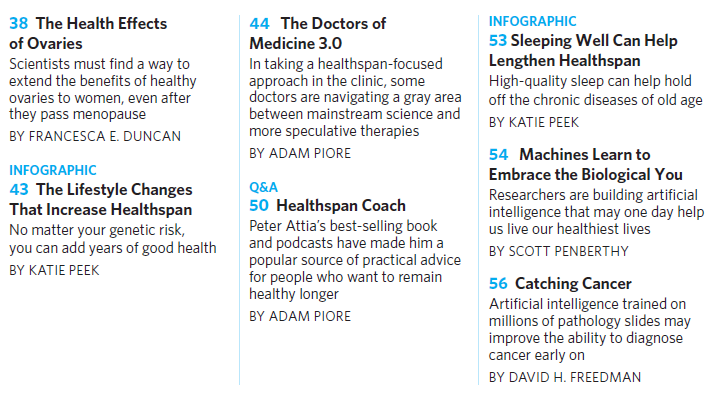 38 The Health Effects
of Ovaries
Scientists must find a way to
extend the benefits of healthy
ovaries to women, even after
they pass menopause
BY FRANCESCA E. DUNCAN
INFOGRAPHIC
43 The Lifestyle Changes
That Increase Healthspan
No matter your genetic risk,
you can add years of good health
BY KATIE PEEK
44 The Doctors of
Medicine 3.0
In taking a healthspan-focused
approach in the clinic, some
doctors are navigating a gray area
between mainstream science and
more speculative therapies
BY ADAM PIORE
Q&A
50 Healthspan Coach
Peter Attia’s best-selling book
and podcasts have made him a
popular source of practical advice
for people who want to remain
healthy longer
BY ADAM PIORE
INFOGRAPHIC
53 Sleeping Well Can Help
Lengthen Healthspan
High-quality sleep can help hold
off the chronic diseases of old age
BY KATIE PEEK
54 Machines Learn to
Embrace the Biological You
Researchers are building artificial
intelligence that may one day help
us live our healthiest lives
BY SCOTT PENBERTHY
56 Catching Cancer
Artificial intelligence trained on
millions of pathology slides may
improve the ability to diagnose
cancer early on
BY DAVID H. FREEDMAN